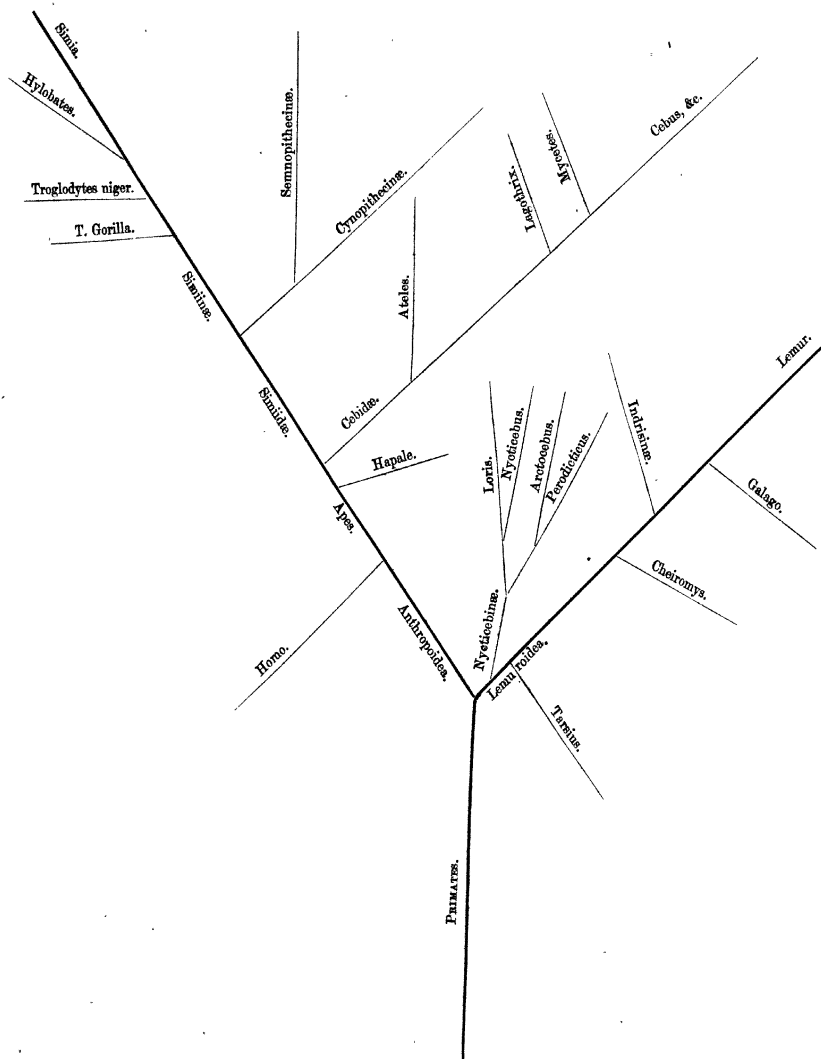 Simia.
Hylobates.
Troglodytes niger.
T. Gorilla.
Simiinæ.
Semnopithecinæ.
Cynopithecinæ.
Simiidæ.
Ateles.
Lagothrix.
Mycetes.
Cebus, &c.
Cebidæ.
Hapale.
Apes.
Homo.
Anthropoidea.
Loris.
Nycticebus.
Arctocebus.
Perodicticus.
Nycticebinæ.
Indrisinæ.
Lemur.
Galago.
Cheiromys.
Lemuroidea.
Tarsius.
PRIMATES.